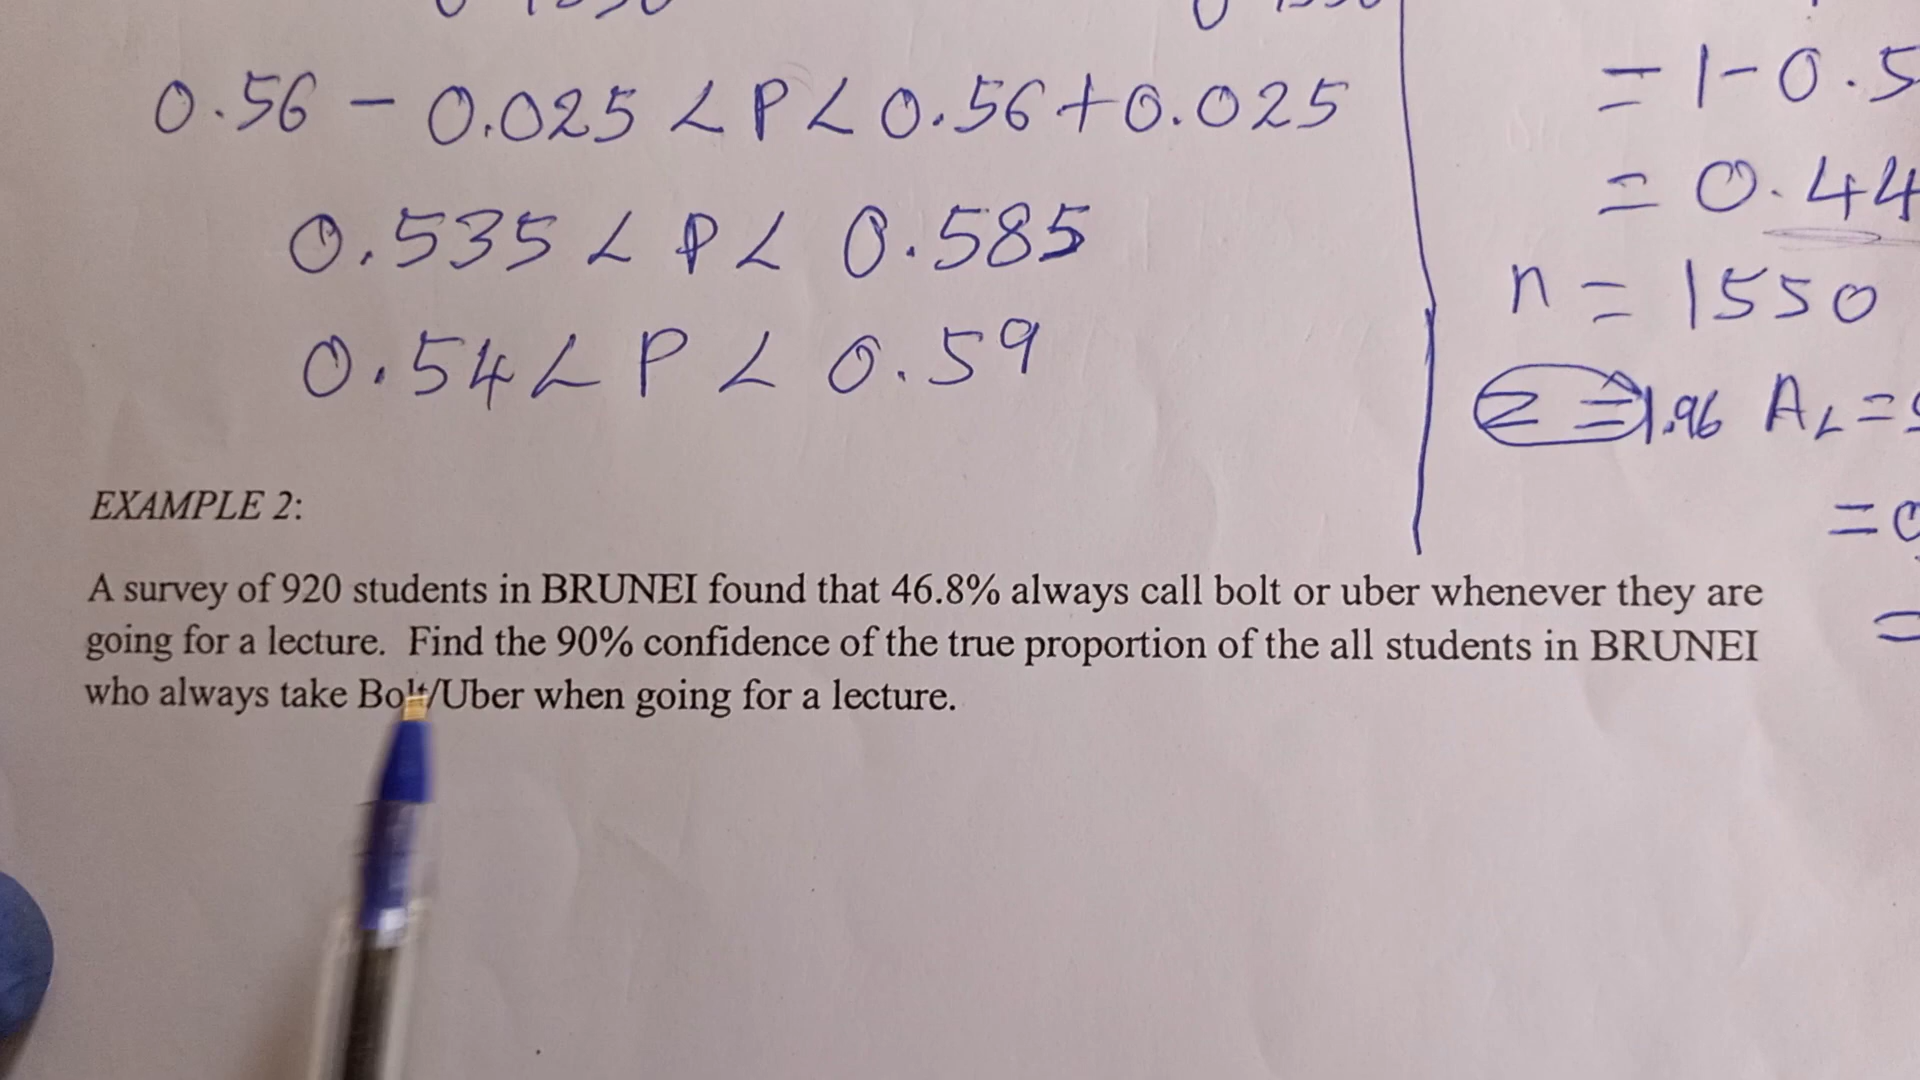 0.56 - 0.025 < P < 0.56 + 0.025
0.535 < P < 0.585
0.54 < P < 0.59
= 1 - 0.5
= 0.44
n = 1550
Z = 1.96 AL =
EXAMPLE 2:
A survey of 920 students in BRUNEI found that 46.8% always call bolt or uber whenever they are
going for a lecture. Find the 90% confidence of the true proportion of the all students in BRUNEI
who always take Bolt/Uber when going for a lecture.